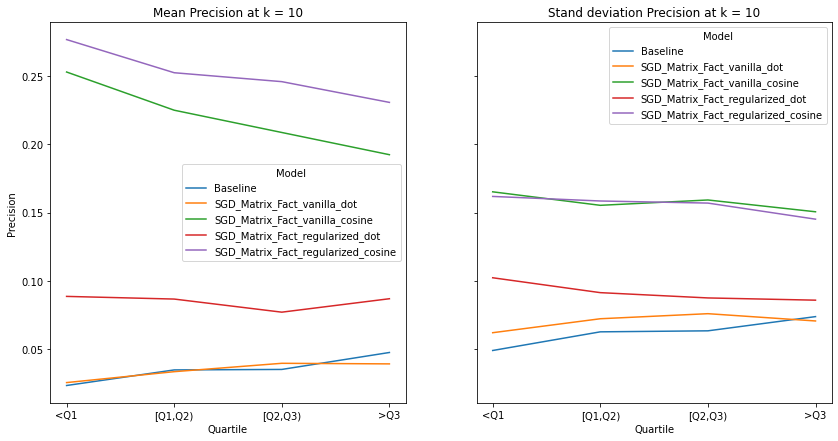 Mean Precision at k = 10
Precision
0.25
0.20
0.15
0.10
0.05
Model
Baseline
SGD_Matrix_Fact_vanilla_dot
SGD_Matrix_Fact_vanilla_cosine
SGD_Matrix_Fact_regularized_dot
SGD_Matrix_Fact_regularized_cosine
<Q1
[Q1,Q2)
[Q2,Q3)
>Q3
Quartile
Stand deviation Precision at k = 10
Model
Baseline
SGD_Matrix_Fact_vanilla_dot
SGD_Matrix_Fact_vanilla_cosine
SGD_Matrix_Fact_regularized_dot
SGD_Matrix_Fact_regularized_cosine
<Q1
[Q1,Q2)
[Q2,Q3)
>Q3
Quartile